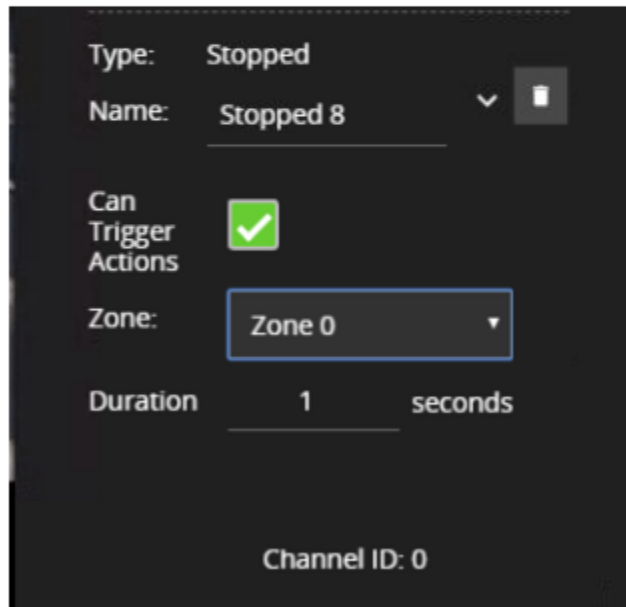 Type: Stopped
Name: Stopped 8
Can
Trigger
Actions
Zone: Zone 0
Duration 1 seconds
Channel ID: 0